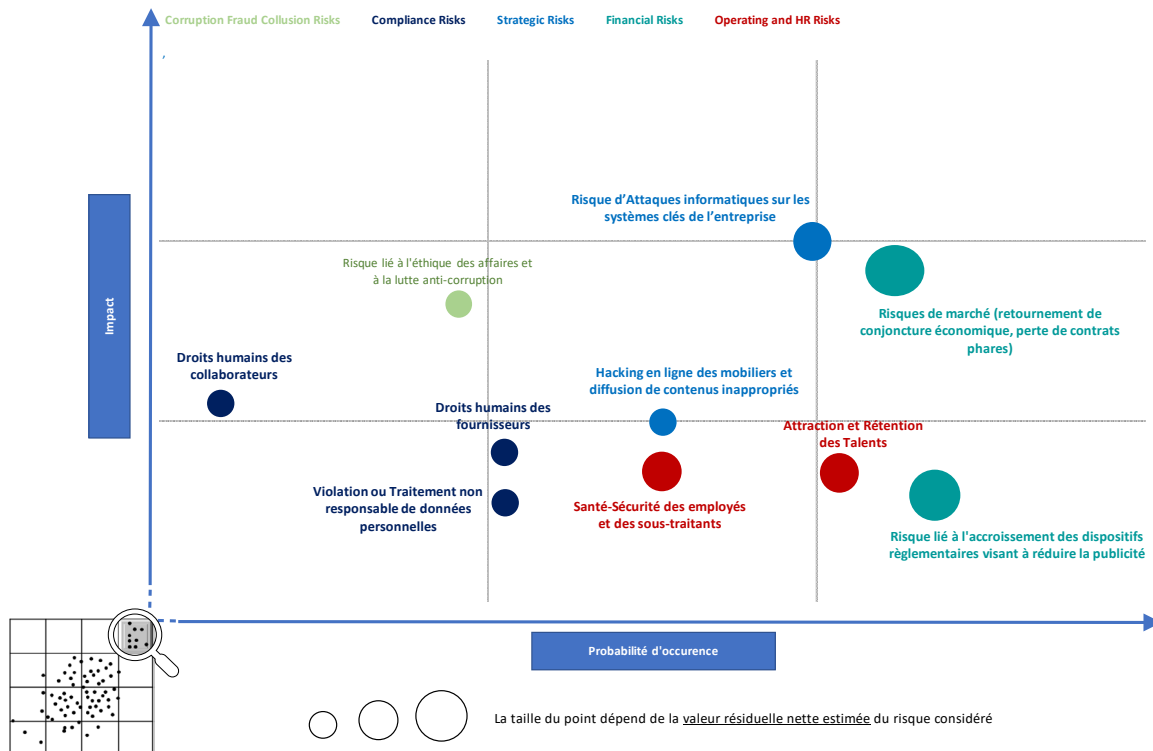 Corruption Fraud Collusion Risks Compliance Risks Strategic Risks Financial Risks Operating and HR Risks
Risque d'Attaques informatiques sur les
systèmes clés de l'entreprise
Risque lié à l'éthique des affaires et
à la lutte anti-corruption
Risques de marché (retournement de
conjoncture économique, perte de contrats
phares)
Impact
Droits humains des
collaborateurs
Hacking en ligne des mobiliers et
diffusion de contenus inappropriés
Droits humains des
fournisseurs
Attraction et Rétention
des Talents
Violation ou Traitement non
responsable de données
personnelles
Santé-Sécurité des employés
et des sous-traitants
Risque lié à l'accroissement des dispositifs
règlementaires visant à réduire la publicité
Probabilité d'occurence
La taille du point dépend de la valeur résiduelle nette estimée du risque considéré